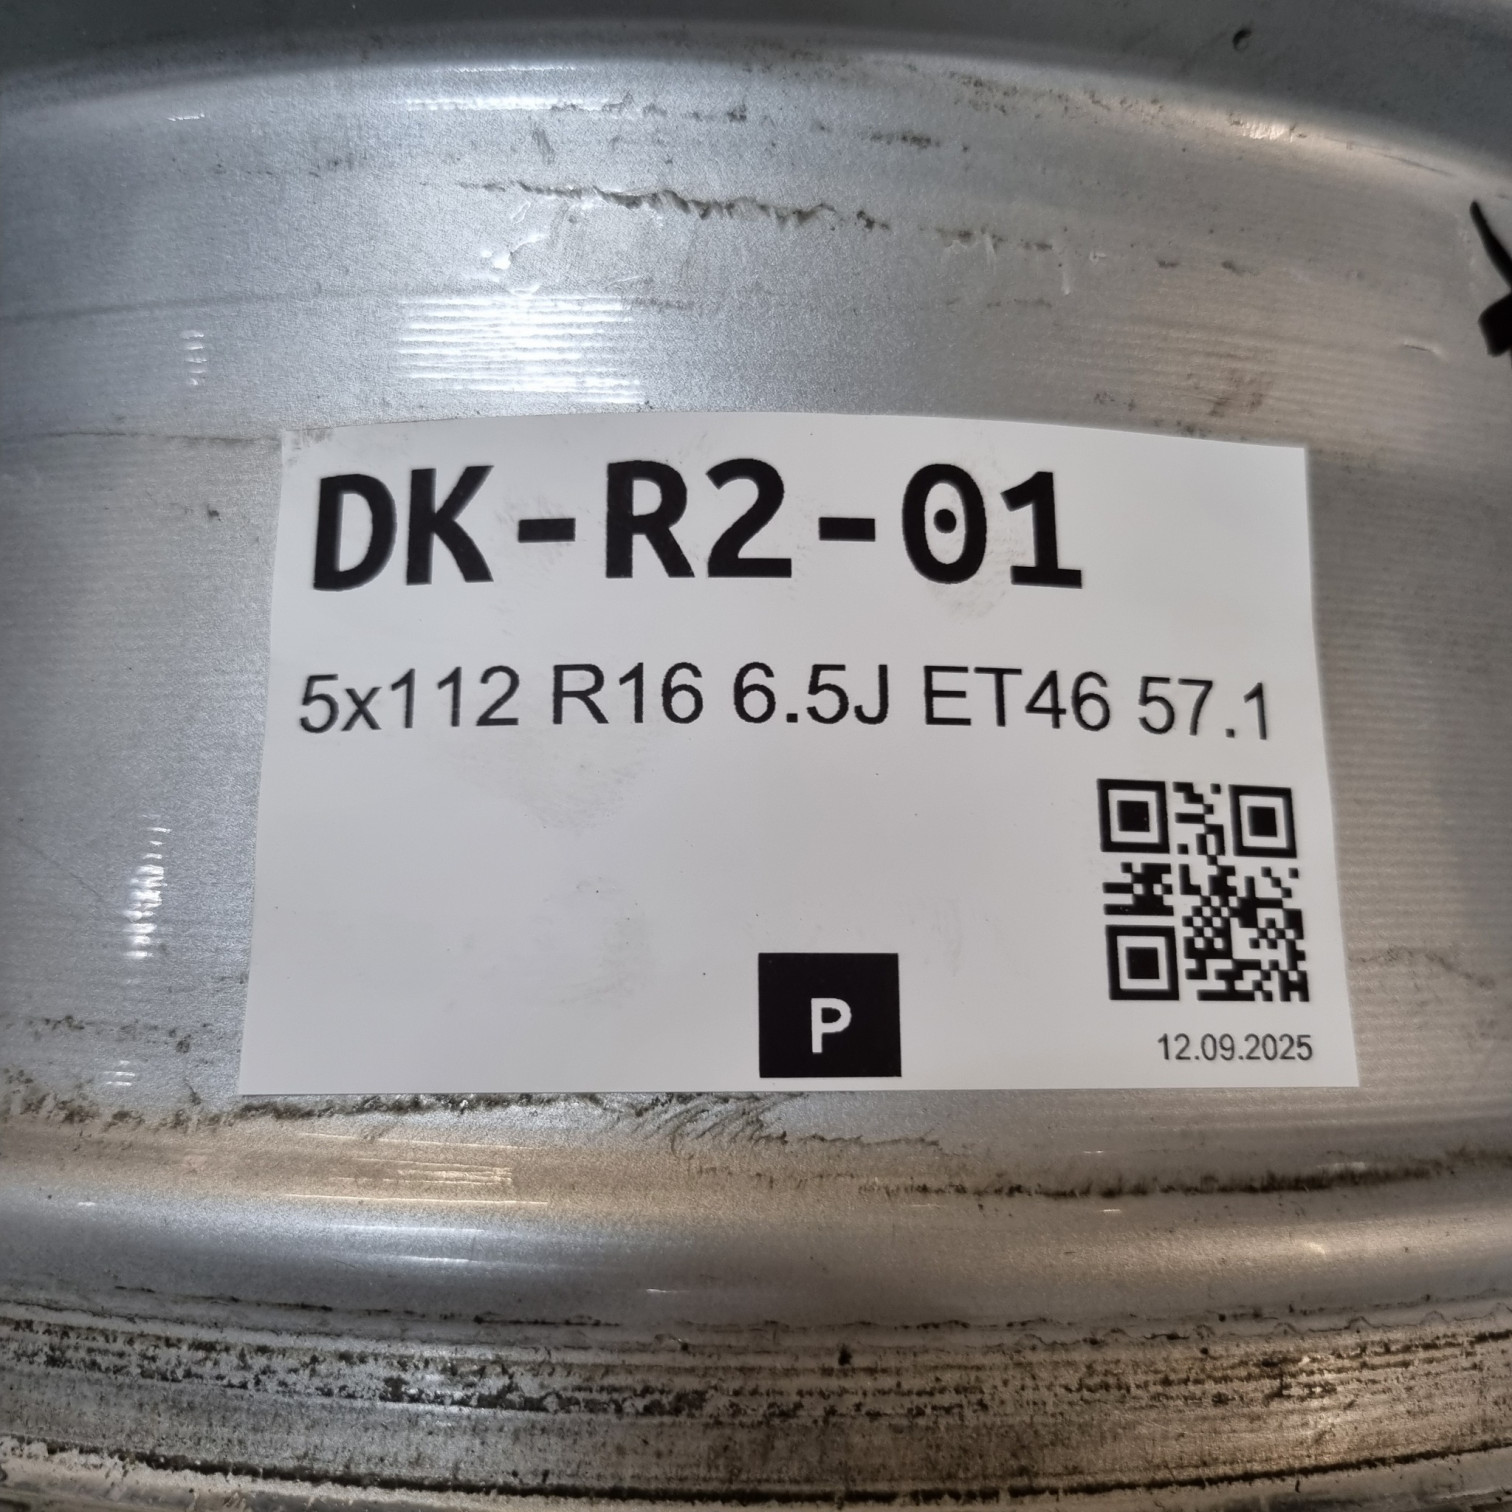 DK-R2-01
5x112 R16 6.5J ET46 57.1
P
12.09.2025